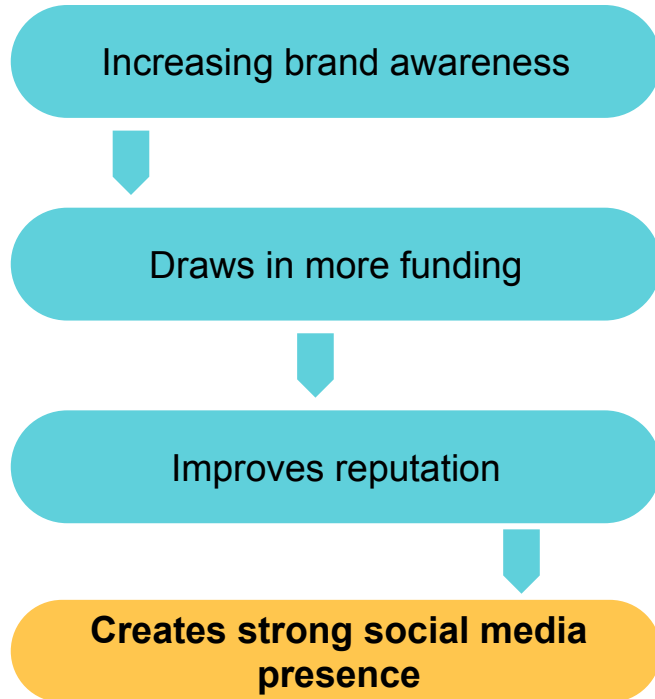 Increasing brand awareness
Draws in more funding
Improves reputation
Creates strong social media
presence